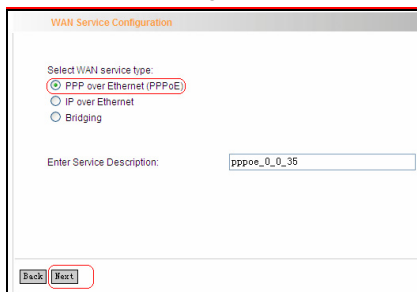 WAN Service Configuration
Select WAN service type:
PPP over Ethernet (PPPoE)
IP over Ethernet
Bridging
Enter Service Description: pppoe_0_0_35
Back Next